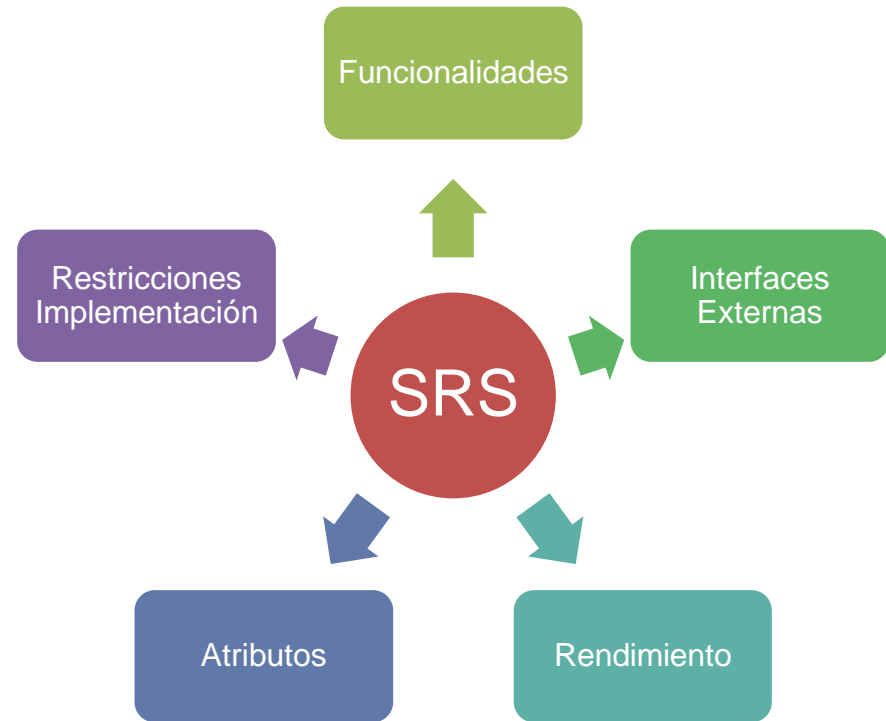 Funcionalidades
Restricciones
Implementación
Interfaces
Externas
SRS
Atributos
Rendimiento